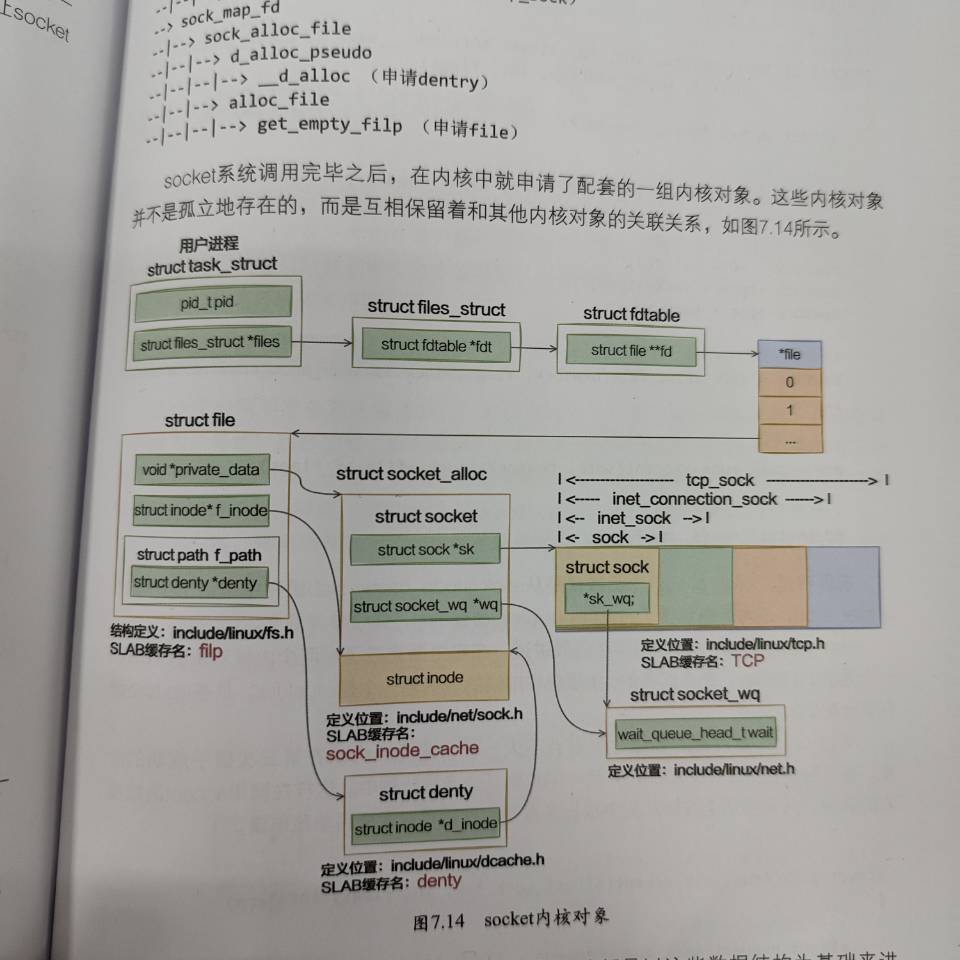 上socket
--> sock_map_fd
--|--> sock_alloc_file
--|--|--> d_alloc_pseudo
--|--|--|--> __d_alloc （申请dentry）
--|--|--> alloc_file
--|--|--|--> get_empty_filp （申请file）
socket系统调用完毕之后，在内核中就申请了配套的一组内核对象。这些内核对象
并不是孤立地存在的，而是互相保留着和其他内核对象的关联关系，如图7.14所示。
用户进程
struct task_struct
pid_t pid
struct files_struct *files
struct files_struct
struct fdtable *fdt
struct fdtable
struct file **fd
*file
0
1
...
struct file
void *private_data
struct inode* f_inode
struct path f_path
struct denty *denty
结构定义：include/linux/fs.h
SLAB缓存名：filp
struct socket_alloc
struct socket
struct sock *sk
struct socket_wq *wq
struct inode
定义位置：include/net/sock.h
SLAB缓存名：
sock_inode_cache
|<--------------------- tcp_sock --------------------->|
|<----- inet_connection_sock ------>|
|<-- inet_sock -->|
|<- sock ->|
struct sock
*sk_wq;
定义位置：include/linux/tcp.h
SLAB缓存名：TCP
struct socket_wq
wait_queue_head_t wait
定义位置：include/linux/net.h
struct denty
struct inode *d_inode
定义位置：include/linux/dcache.h
SLAB缓存名：denty
图7.14 socket内核对象